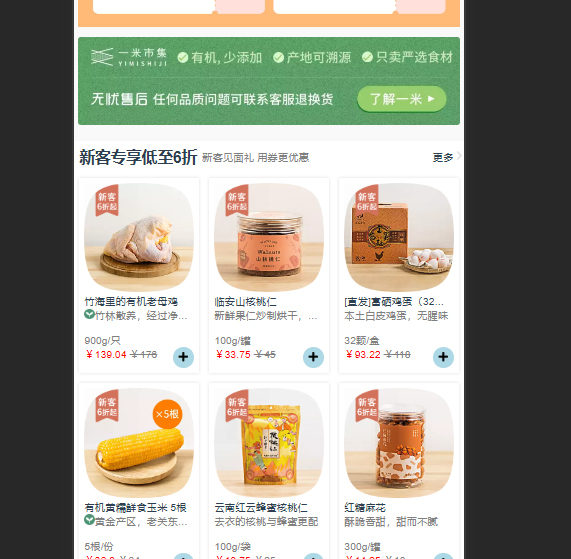 一米市集
YIMISHIJI
有机,少添加
产地可溯源
只卖严选食材
无忧售后 任何品质问题可联系客服退换货
了解一米
新客专享低至6折 新客见面礼 用券更优惠
更多
新客
6折起
新客
6折起
新客
6折起
竹海里的有机老母鸡
临安山核桃仁
[直发]富硒鸡蛋（32...
竹林散养，经过净...
新鲜果仁炒制烘干，...
本土白皮鸡蛋，无腥味
900g/只
100g/罐
32颗/盒
¥139.04 ¥176
¥33.75 ¥45
¥93.22 ¥118
新客
6折起
×5根
新客
6折起
新客
6折起
有机黄糯鲜食玉米 5根
云南红云蜂蜜核桃仁
红糖麻花
黄金产区，老关东...
去衣的核桃与蜂蜜更配
酥脆香甜，甜而不腻
5根/份
100g/袋
300g/罐